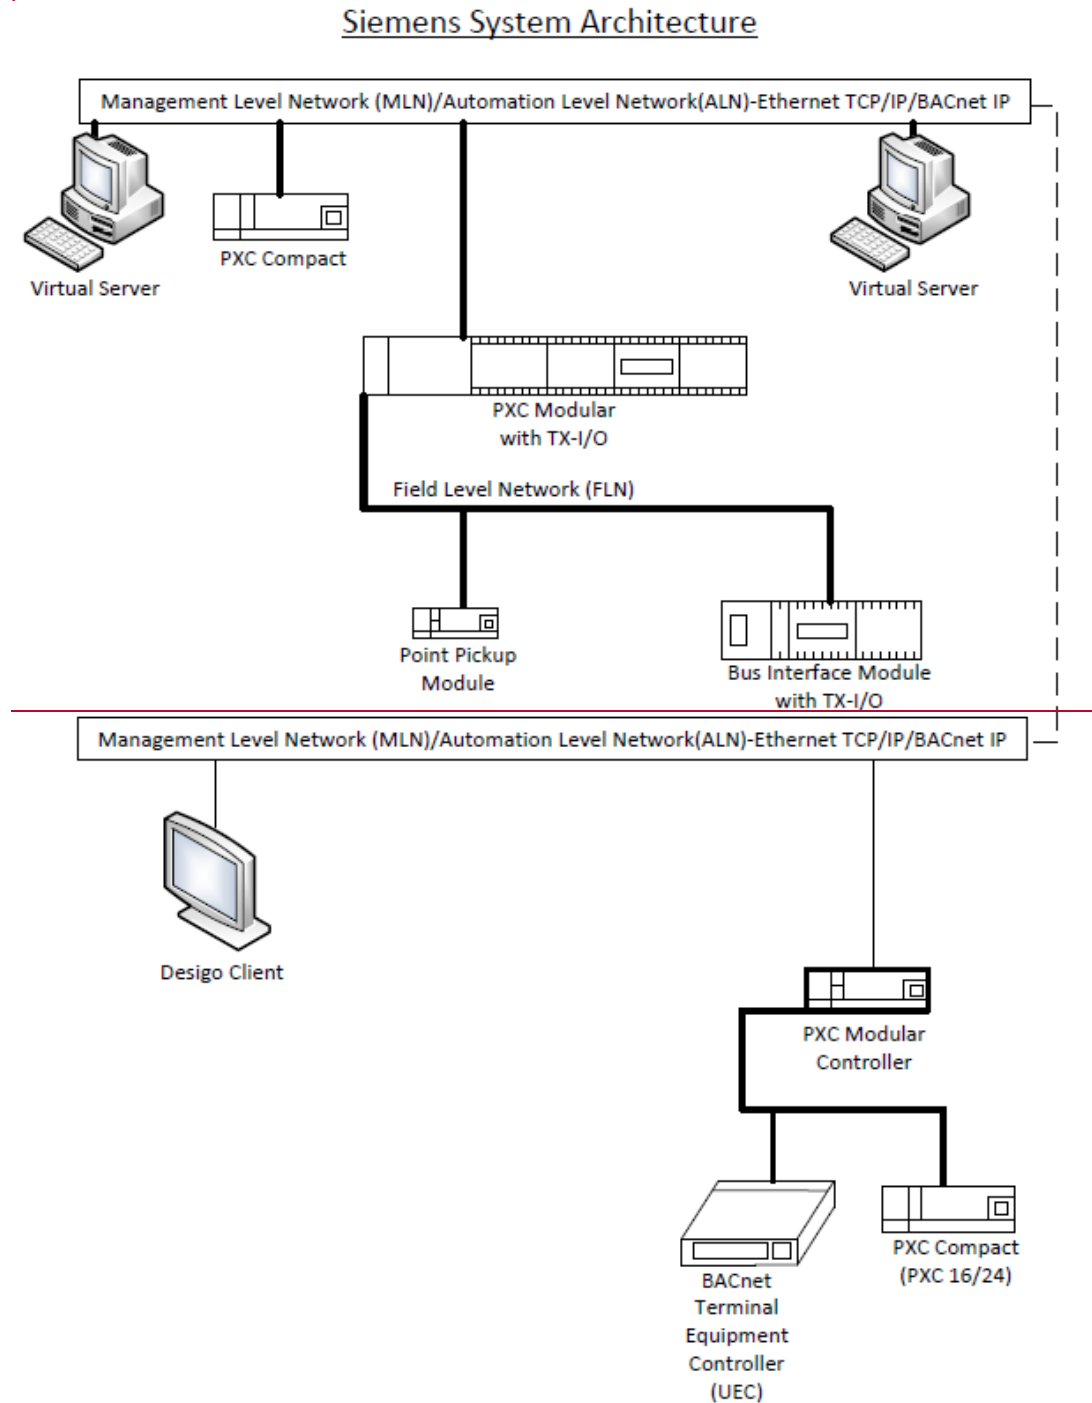 Siemens System Architecture
Management Level Network (MLN)/Automation Level Network(ALN)-Ethernet TCP/IP/BACnet IP
Virtual Server
PXC Compact
Virtual Server
PXC Modular
with TX-I/O
Field Level Network (FLN)
Point Pickup
Module
Bus Interface Module
with TX-I/O
Management Level Network (MLN)/Automation Level Network(ALN)-Ethernet TCP/IP/BACnet IP
Desigo Client
PXC Modular
Controller
BACnet
Terminal
Equipment
Controller
(UEC)
PXC Compact
(PXC 16/24)